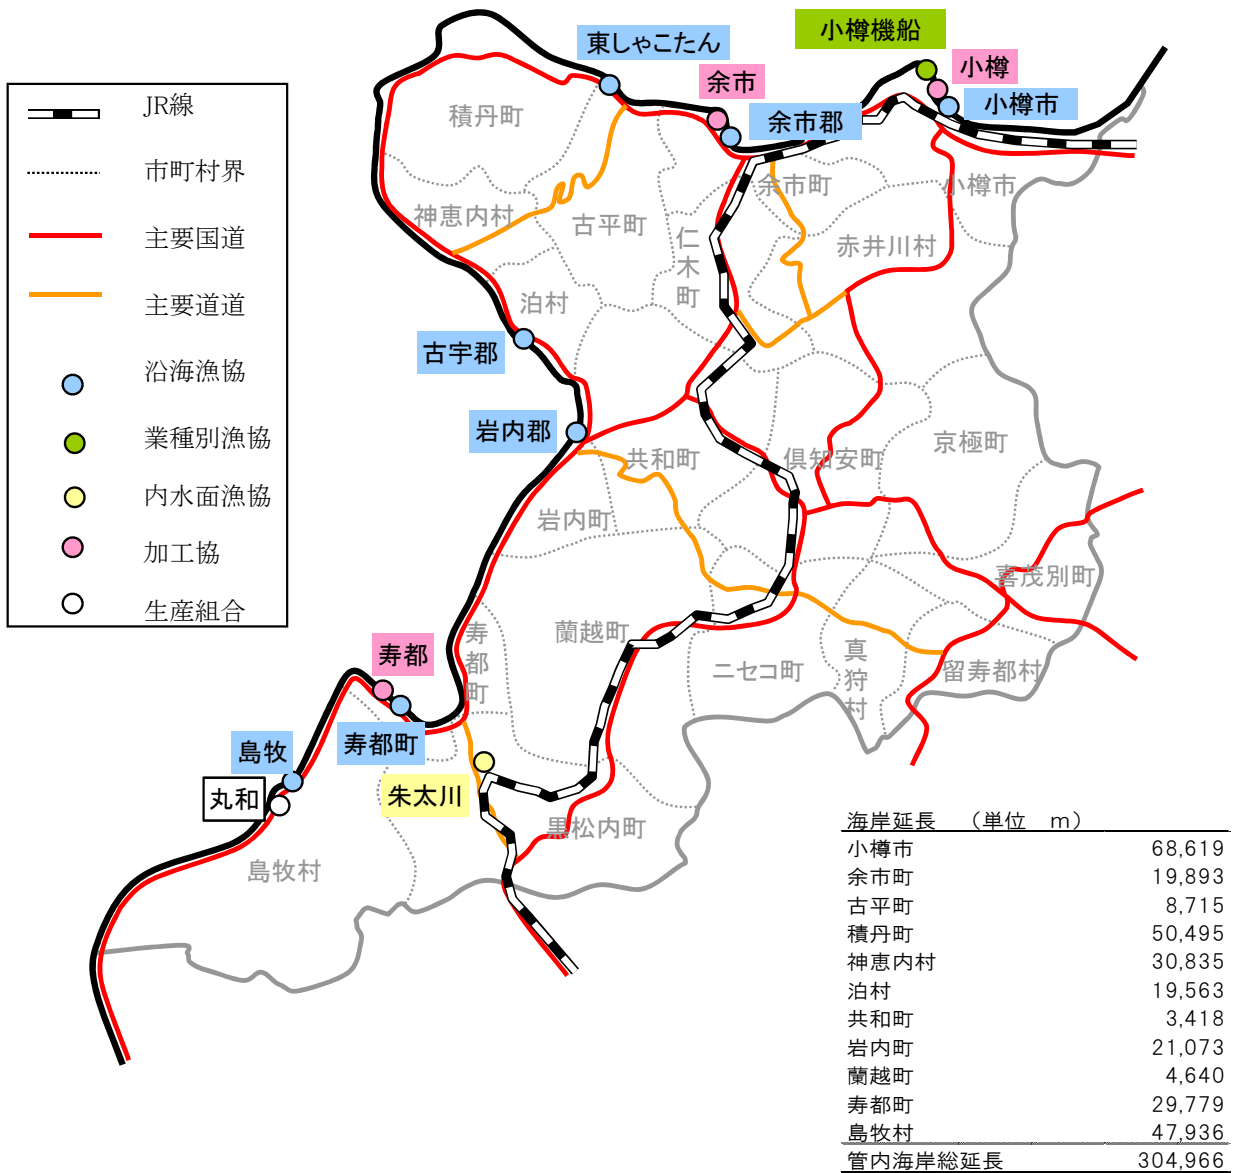 JR線
市町村界
主要国道
主要道道
沿海漁協
業種別漁協
内水面漁協
加工協
生産組合
小樽機船
東しゃこたん
小樽
余市
小樽市
余市郡
積丹町
余市町
小樽市
神恵内村
古平町
仁木町
赤井川村
泊村
古宇郡
岩内郡
共和町
倶知安町
京極町
岩内町
喜茂別町
蘭越町
寿都町
寿都
ニセコ町
真狩村
留寿都村
寿都町
島牧
丸和
朱太川
黒松内町
島牧村
海岸延長 (単位 m)
小樽市 68,619
余市町 19,893
古平町 8,715
積丹町 50,495
神恵内村 30,835
泊村 19,563
共和町 3,418
岩内町 21,073
蘭越町 4,640
寿都町 29,779
島牧村 47,936
管内海岸総延長 304,966